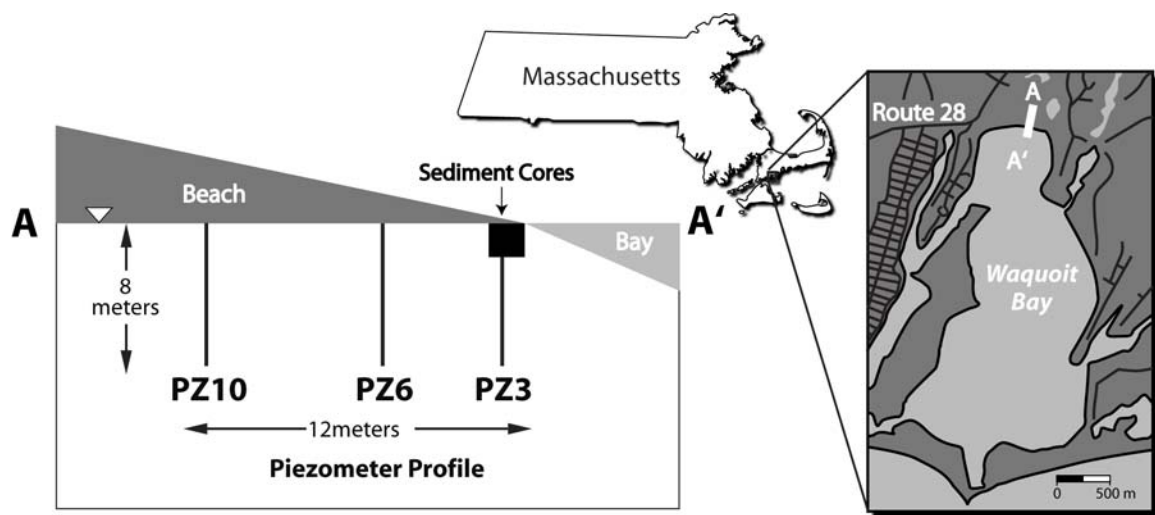 Massachusetts
Route 28
A
A'
Waquoit
Bay
0 500 m
Sediment Cores
Beach
A
A'
Bay
8
meters
PZ10 PZ6 PZ3
12meters
Piezometer Profile